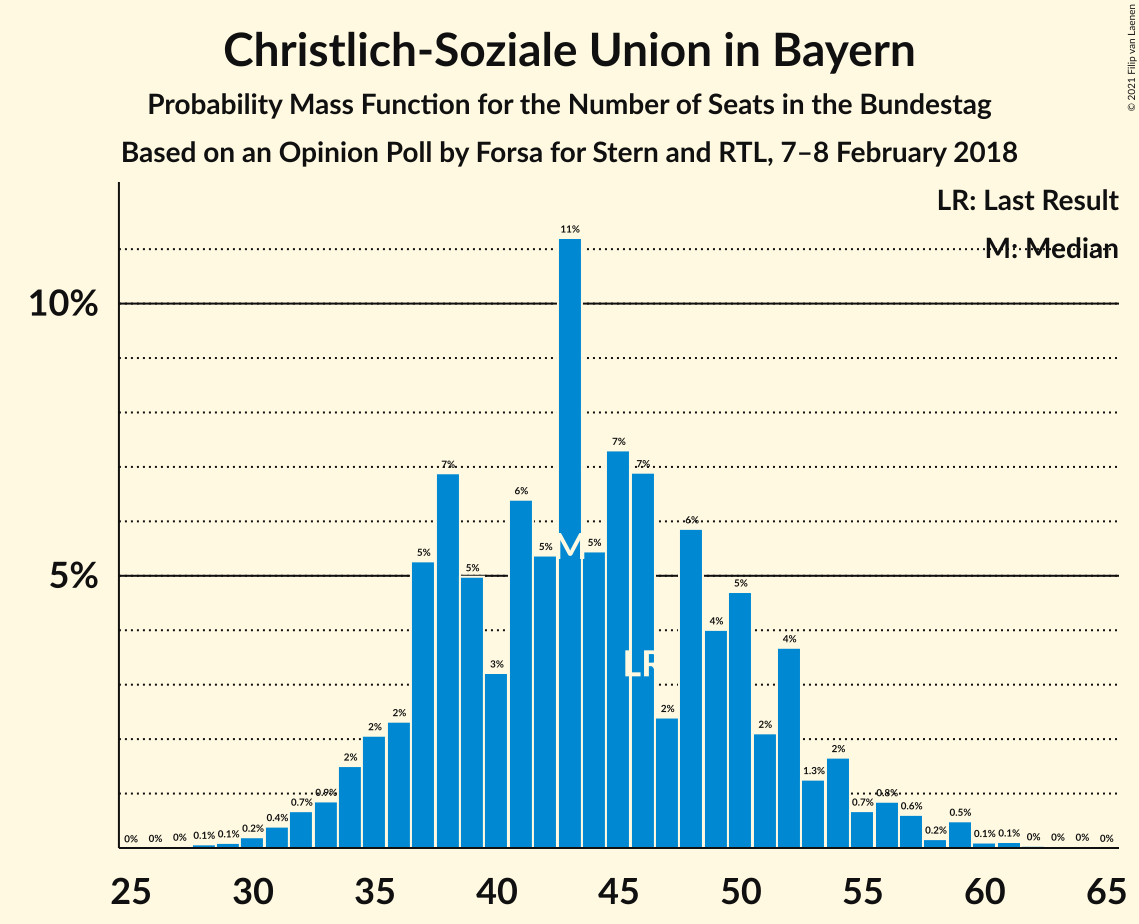 Christlich-Soziale Union in Bayern
Probability Mass Function for the Number of Seats in the Bundestag
Based on an Opinion Poll by Forsa for Stern and RTL, 7–8 February 2018
© 2021 Filip van Laenen
LR: Last Result
M: Median
10%
5%
0% 0% 0% 0.1% 0.1% 0.2% 0.4% 0.7% 0.9% 2% 2% 2% 5% 7% 5% 3% 6% 5% 11% 5% 7% 7% 2% 6% 4% 5% 2% 4% 1.3% 2% 0.7% 0.8% 0.6% 0.2% 0.5% 0.1% 0.1% 0% 0% 0% 0%
M
LR
25 30 35 40 45 50 55 60 65